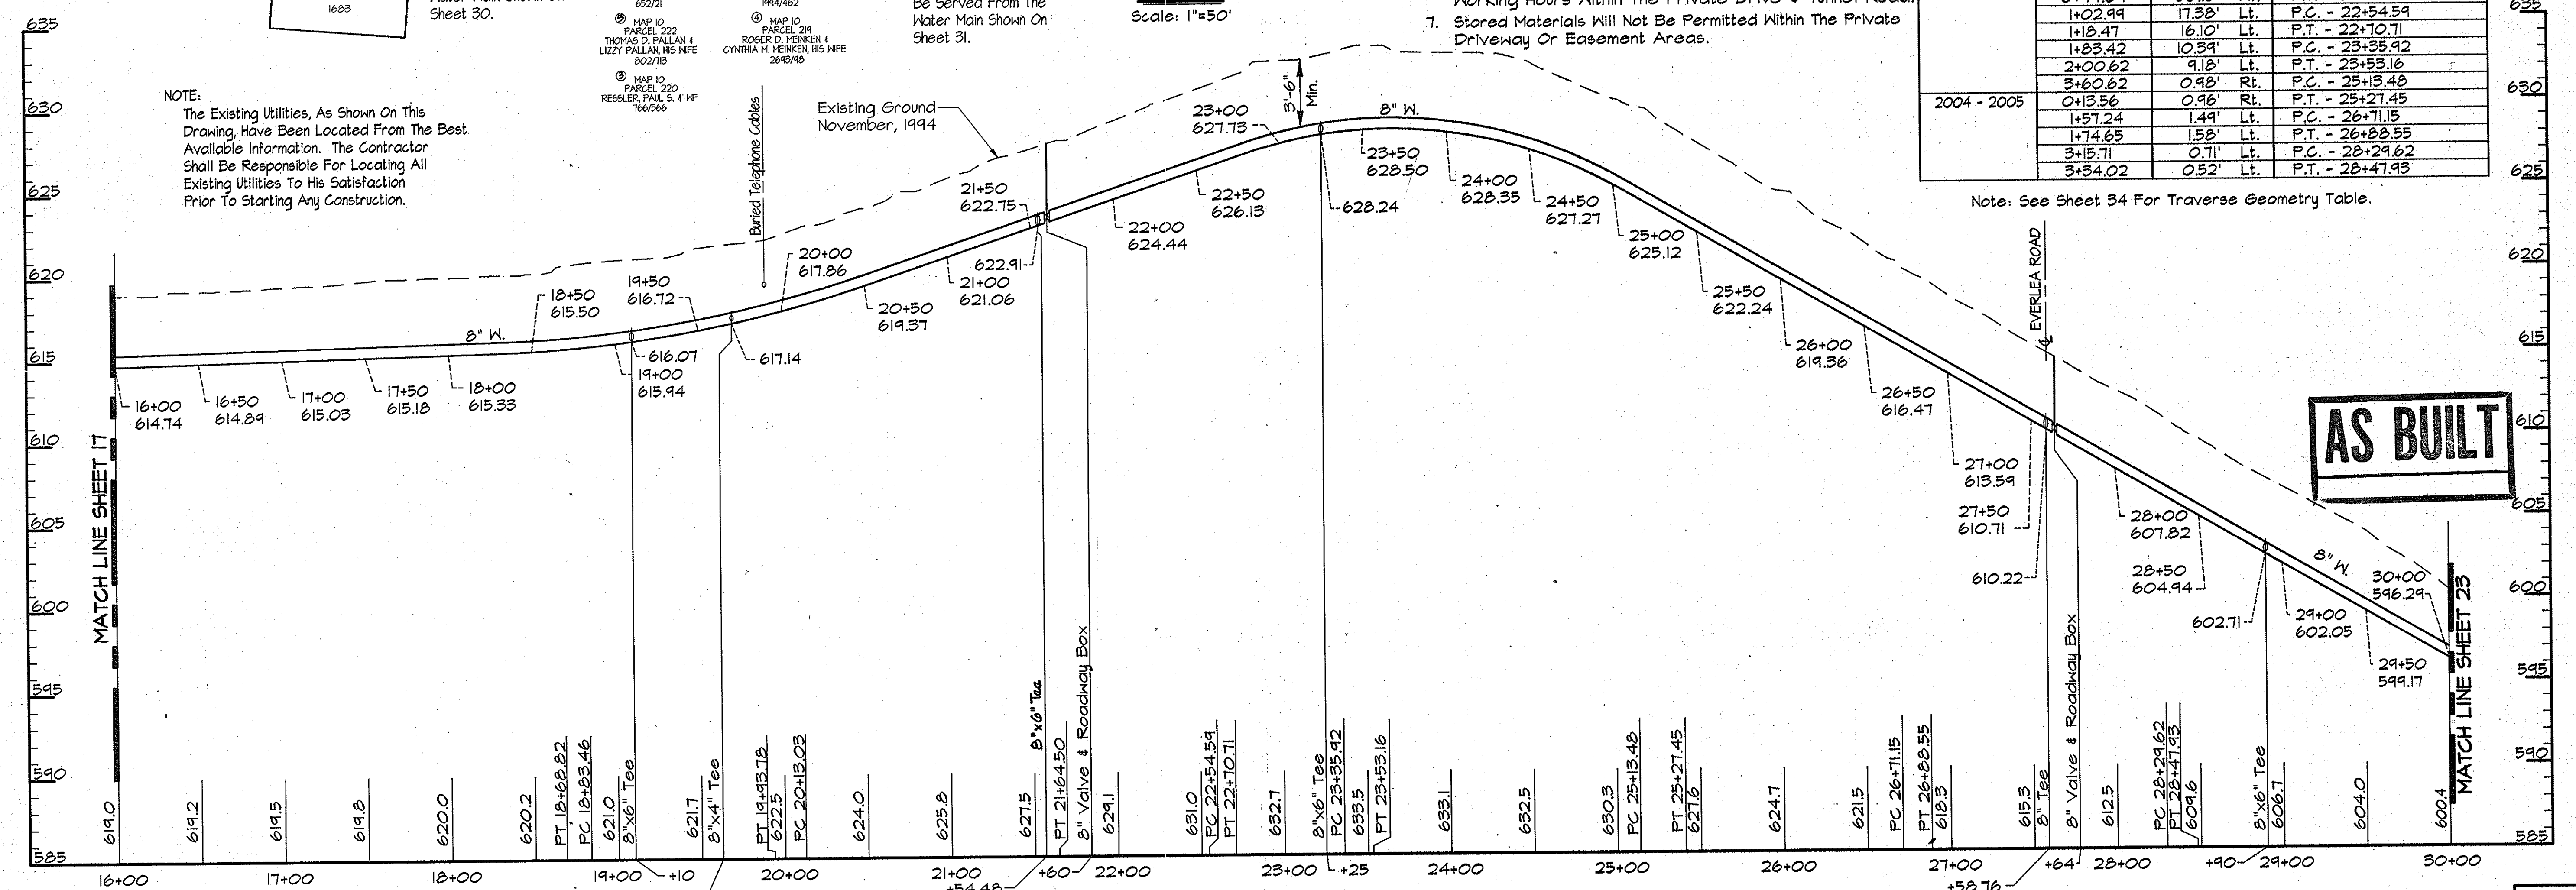 1683
Sheet 30.
652/21
⑤ MAP 10
PARCEL 222
THOMAS D. PALLAN &
LIZZY PALLAN, HIS WIFE
802/713
③ MAP 10
PARCEL 220
RESSLER, PAUL S. & WF
766/566
1994/462
④ MAP 10
PARCEL 219
ROGER D. MEINKEN &
CYNTHIA M. MEINKEN, HIS WIFE
2693/98
Be Served From The
Water Main Shown On
Sheet 31.
Scale: 1"=50'
Working Hours Within The Private Drive & Tunnel Road.
7. Stored Materials Will Not Be Permitted Within The Private
Driveway Or Easement Areas.
1+02.99 17.38' Lt. P.C. - 22+54.59
1+18.47 16.10' Lt. P.T. - 22+70.71
1+83.42 10.39' Lt. P.C. - 23+35.92
2+00.62 9.18' Lt. P.T. - 23+53.16
3+60.62 0.98' Rt. P.C. - 25+13.48
2004 - 2005 0+13.56 0.96' Rt. P.T. - 25+27.45
1+57.24 1.49' Lt. P.C. - 26+71.15
1+74.65 1.58' Lt. P.T. - 26+88.55
3+15.71 0.71' Lt. P.C. - 28+29.62
3+34.02 0.52' Lt. P.T. - 28+47.93
Note: See Sheet 34 For Traverse Geometry Table.
NOTE:
The Existing Utilities, As Shown On This
Drawing, Have Been Located From The Best
Available Information. The Contractor
Shall Be Responsible For Locating All
Existing Utilities To His Satisfaction
Prior To Starting Any Construction.
635
630
625
620
615
610
605
600
595
590
585
MATCH LINE SHEET 17
Buried Telephone Cables
Existing Ground
November, 1994
3'-6"
Min.
8" W.
8" W.
8" W.
16+00
614.74
16+50
614.89
17+00
615.03
17+50
615.18
18+00
615.33
18+50
615.50
19+00
615.94
616.07
19+50
616.72
617.14
20+00
617.86
20+50
619.37
21+00
621.06
21+50
622.75
622.91
22+00
624.44
22+50
626.13
23+00
627.73
628.24
23+50
628.50
24+00
628.35
24+50
627.27
25+00
625.12
25+50
622.24
26+00
619.36
26+50
616.47
27+00
613.59
27+50
610.71
610.22
28+00
607.82
28+50
604.94
602.71
29+00
602.05
29+50
599.17
30+00
596.29
EVERLEA ROAD
AS BUILT
MATCH LINE SHEET 23
635
630
625
620
615
610
605
600
595
590
585
619.0
619.2
619.5
619.8
620.0
620.2
PT 18+68.82
PC 18+83.46
621.0
8"x6" Tee
621.7
8"x4" Tee
PT 19+93.78
622.5
PC 20+13.03
624.0
625.8
627.5
8"x6" Tee
PT 21+64.50
8" Valve & Roadway Box
629.1
631.0
PC 22+54.59
PT 22+70.71
632.7
8"x6" Tee
PC 23+35.92
633.5
PT 23+53.16
633.1
632.5
630.3
PC 25+13.48
PT 25+27.45
627.6
624.7
621.5
PC 26+71.15
PT 26+88.55
618.3
615.3
8" Tee
8" Valve & Roadway Box
612.5
PC 28+29.62
PT 28+47.93
609.6
8"x6" Tee
606.7
604.0
600.4
16+00
17+00
18+00
19+00
+10
20+00
21+00
+54.48
+60
22+00
23+00
+25
24+00
25+00
26+00
27+00
+58.76
+64
28+00
+90
29+00
30+00